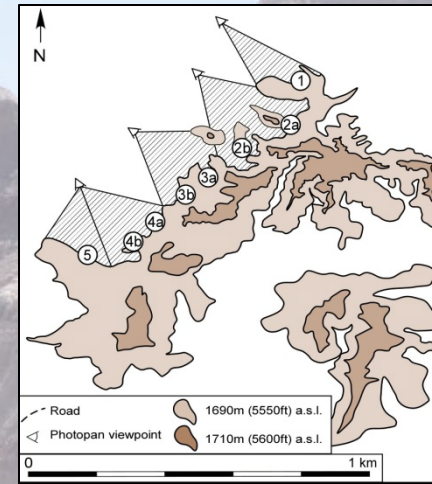 N
1
2a
2b
3a
3b
4a
4b
5
Road
1690m (5550ft) a.s.l.
Photopan viewpoint
1710m (5600ft) a.s.l.
0
1 km